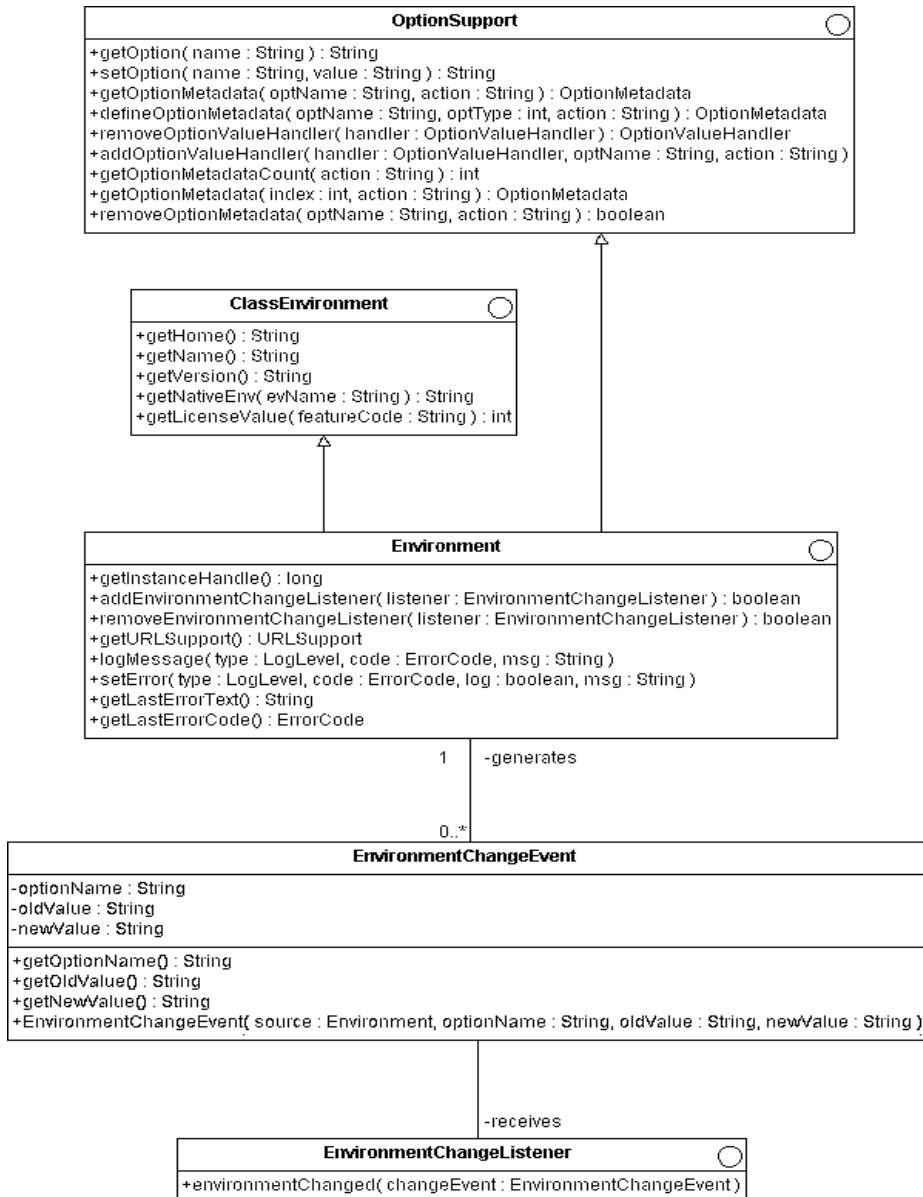 OptionSupport
+getOption( name : String ) : String
+setOption( name : String, value : String ) : String
+getOptionMetadata( optName : String, action : String ) : OptionMetadata
+defineOptionMetadata( optName : String, optType : int, action : String ) : OptionMetadata
+removeOptionValueHandler( handler : OptionValueHandler ) : OptionValueHandler
+addOptionValueHandler( handler : OptionValueHandler, optName : String, action : String )
+getOptionMetadataCount( action : String ) : int
+getOptionMetadata( index : int, action : String ) : OptionMetadata
+removeOptionMetadata( optName : String, action : String ) : boolean
ClassEnvironment
+getHome() : String
+getName() : String
+getVersion() : String
+getNativeEnv( evName : String ) : String
+getLicenseValue( featureCode : String ) : int
Environment
+getInstanceHandle() : long
+addEnvironmentChangeListener( listener : EnvironmentChangeListener ) : boolean
+removeEnvironmentChangeListener( listener : EnvironmentChangeListener ) : boolean
+getURLSupport() : URLSupport
+logMessage( type : LogLevel, code : ErrorCode, msg : String )
+setError( type : LogLevel, code : ErrorCode, log : boolean, msg : String )
+getLastErrorText() : String
+getLastErrorCode() : ErrorCode
1 -generates
0..*
EnvironmentChangeEvent
-optionName : String
-oldValue : String
-newValue : String
+getOptionName() : String
+getOldValue() : String
+getNewValue() : String
+EnvironmentChangeEvent( source : Environment, optionName : String, oldValue : String, newValue : String )
-receives
EnvironmentChangeListener
+environmentChanged( changeEvent : EnvironmentChangeEvent )